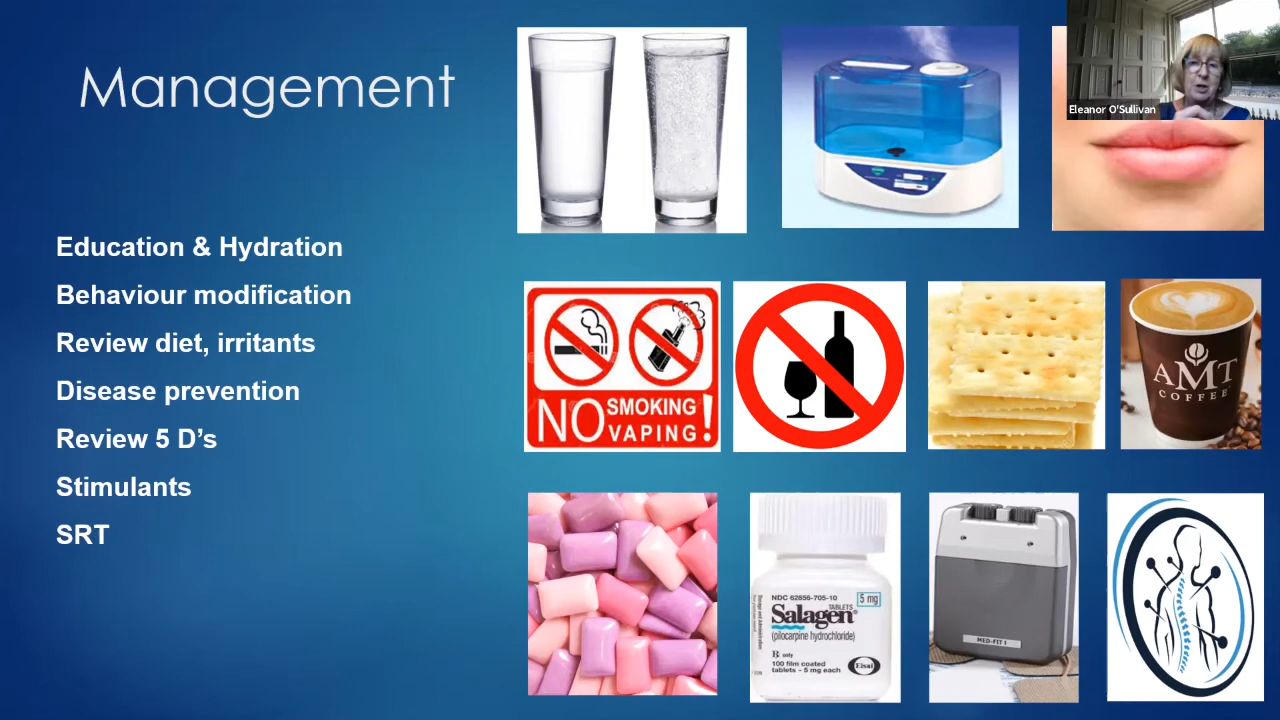 Management
Eleanor O'Sullivan
Education & Hydration
Behaviour modification
Review diet, irritants
Disease prevention
Review 5 D’s
Stimulants
SRT
NO SMOKING VAPING!
AMT
COFFEE
NDC 62856-705-10
5 mg
TABLETS
Salagen®
(pilocarpine hydrochloride)
Rx only
100 film coated
tablets - 5 mg each
Eisai
MED-FIT I